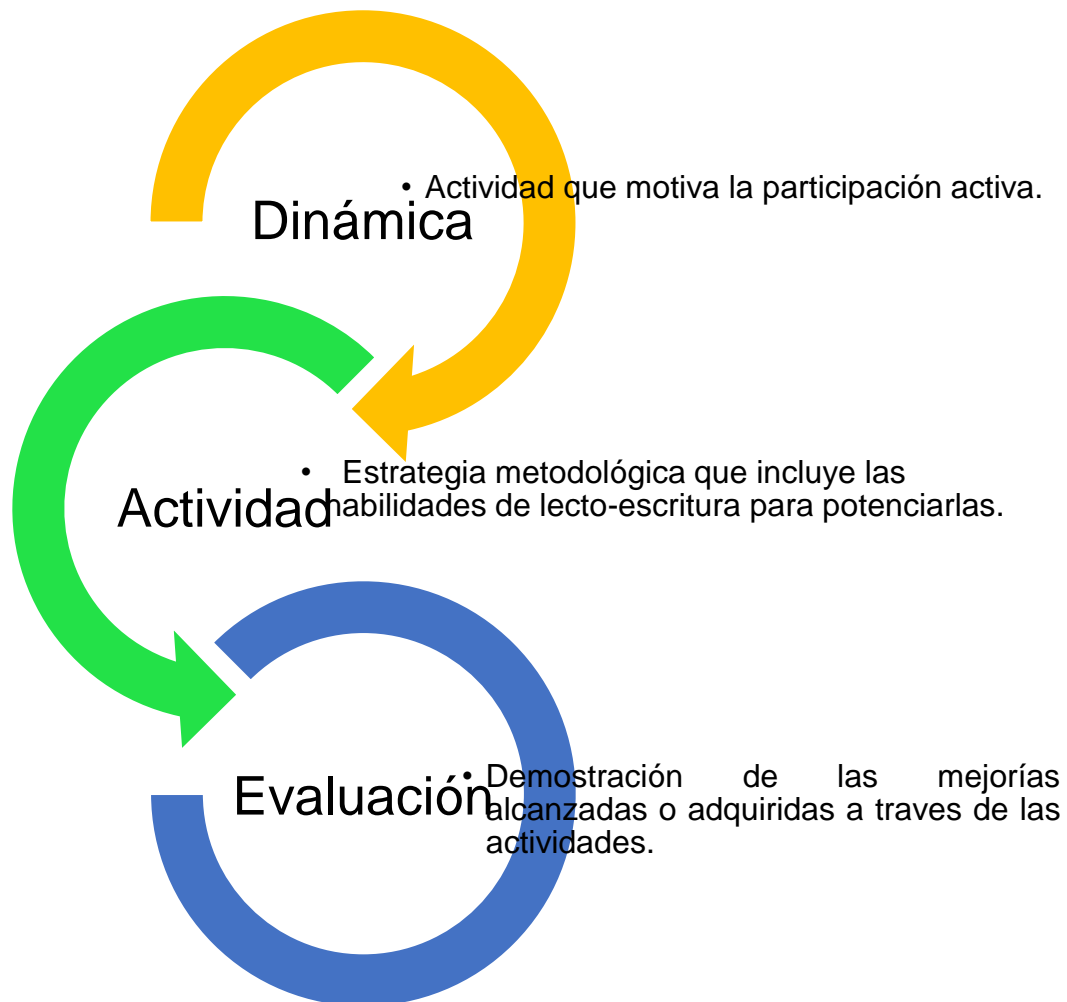 Dinámica
• Actividad que motiva la participación activa.
Actividad
• Estrategia metodológica que incluye las
habilidades de lecto-escritura para potenciarlas.
Evaluación
• Demostración de las mejorías
alcanzadas o adquiridas a traves de las
actividades.